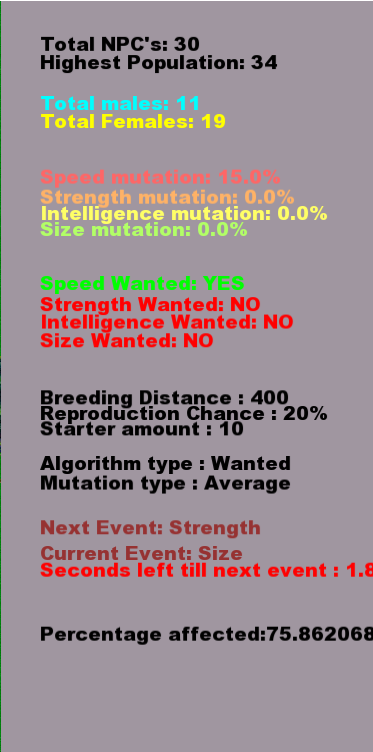 Total NPC's: 30
Highest Population: 34
Total males: 11
Total Females: 19
Speed mutation: 15.0%
Strength mutation: 0.0%
Intelligence mutation: 0.0%
Size mutation: 0.0%
Speed Wanted: YES
Strength Wanted: NO
Intelligence Wanted: NO
Size Wanted: NO
Breeding Distance : 400
Reproduction Chance : 20%
Starter amount : 10
Algorithm type : Wanted
Mutation type : Average
Next Event: Strength
Current Event: Size
Seconds left till next event : 1.8
Percentage affected:75.862068